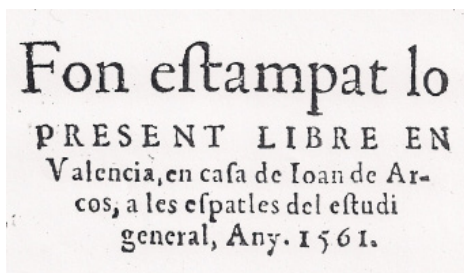 Fon eſtampat lo
PRESENT LIBRE EN
Valencia, en caſa de Ioan de Ar-
cos, a les eſpatles del eſtudi
general, Any. 1561.